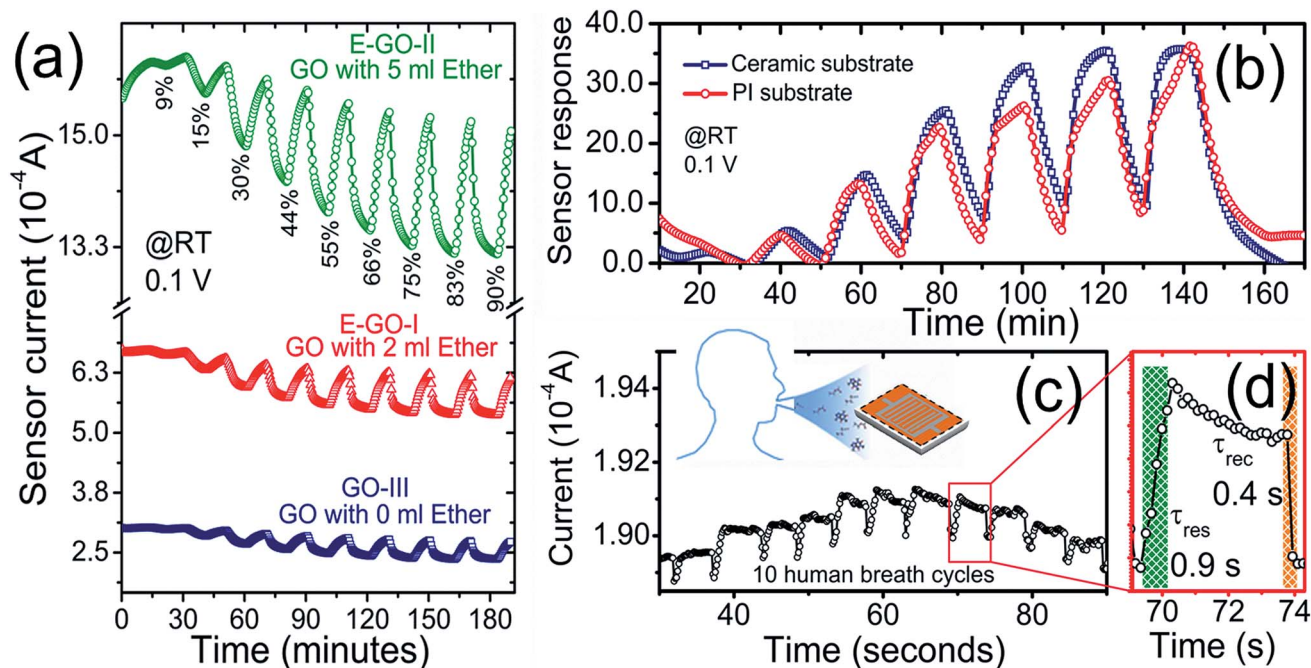 (a)
E-GO-II
GO with 5 ml Ether
9%
15%
30%
44%
55%
66%
75%
83%
90%
@RT
0.1 V
E-GO-I
GO with 2 ml Ether
GO-III
GO with 0 ml Ether
15.0
13.3
6.3
5.0
3.8
2.5
Sensor current (10⁻⁴ A)
0 30 60 90 120 150 180
Time (minutes)
(b)
Ceramic substrate
PI substrate
@RT
0.1 V
40.0
30.0
20.0
10.0
0.0
Sensor response
20 40 60 80 100 120 140 160
Time (min)
(c)
1.94
1.92
1.90
Current (10⁻⁴ A)
10 human breath cycles
40 60 80
Time (seconds)
(d)
τrec
0.4 s
τres
0.9 s
70 72 74
Time (s)